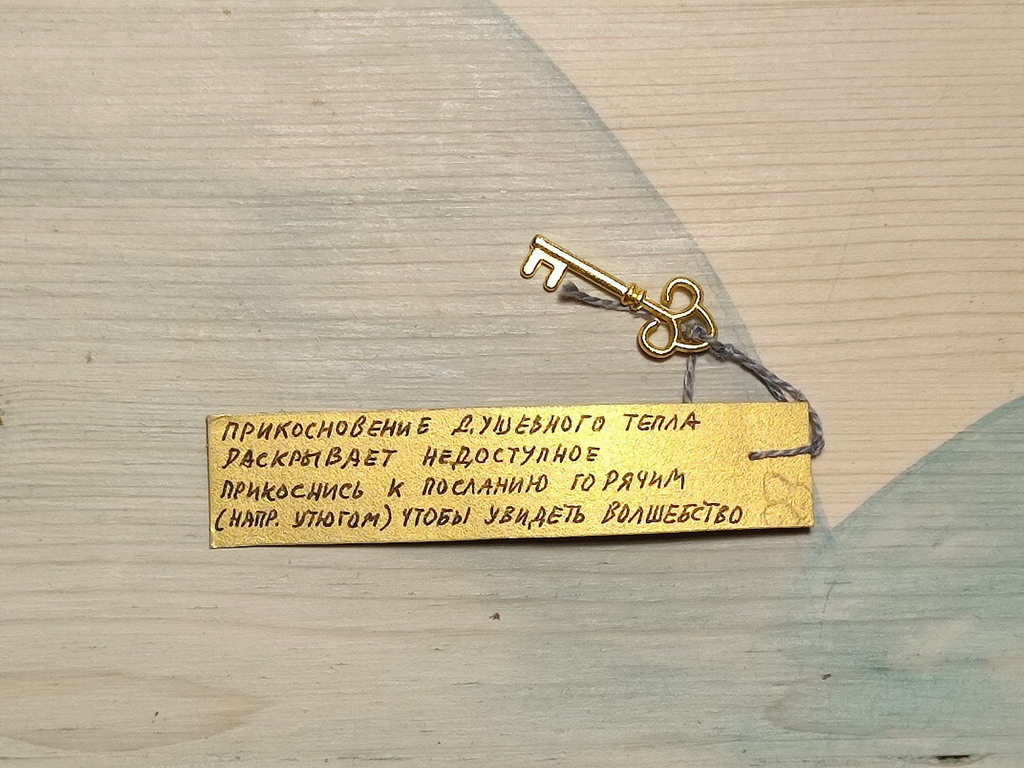 ПРИКОСНОВЕНИЕ ДУШЕВНОГО ТЕПЛА
РАСКРЫВАЕТ НЕДОСТУПНОЕ
ПРИКОСНИСЬ К ПОСЛАНИЮ ГОРЯЧИМ
(НАПР. УТЮГОМ) ЧТОБЫ УВИДЕТЬ ВОЛШЕБСТВО